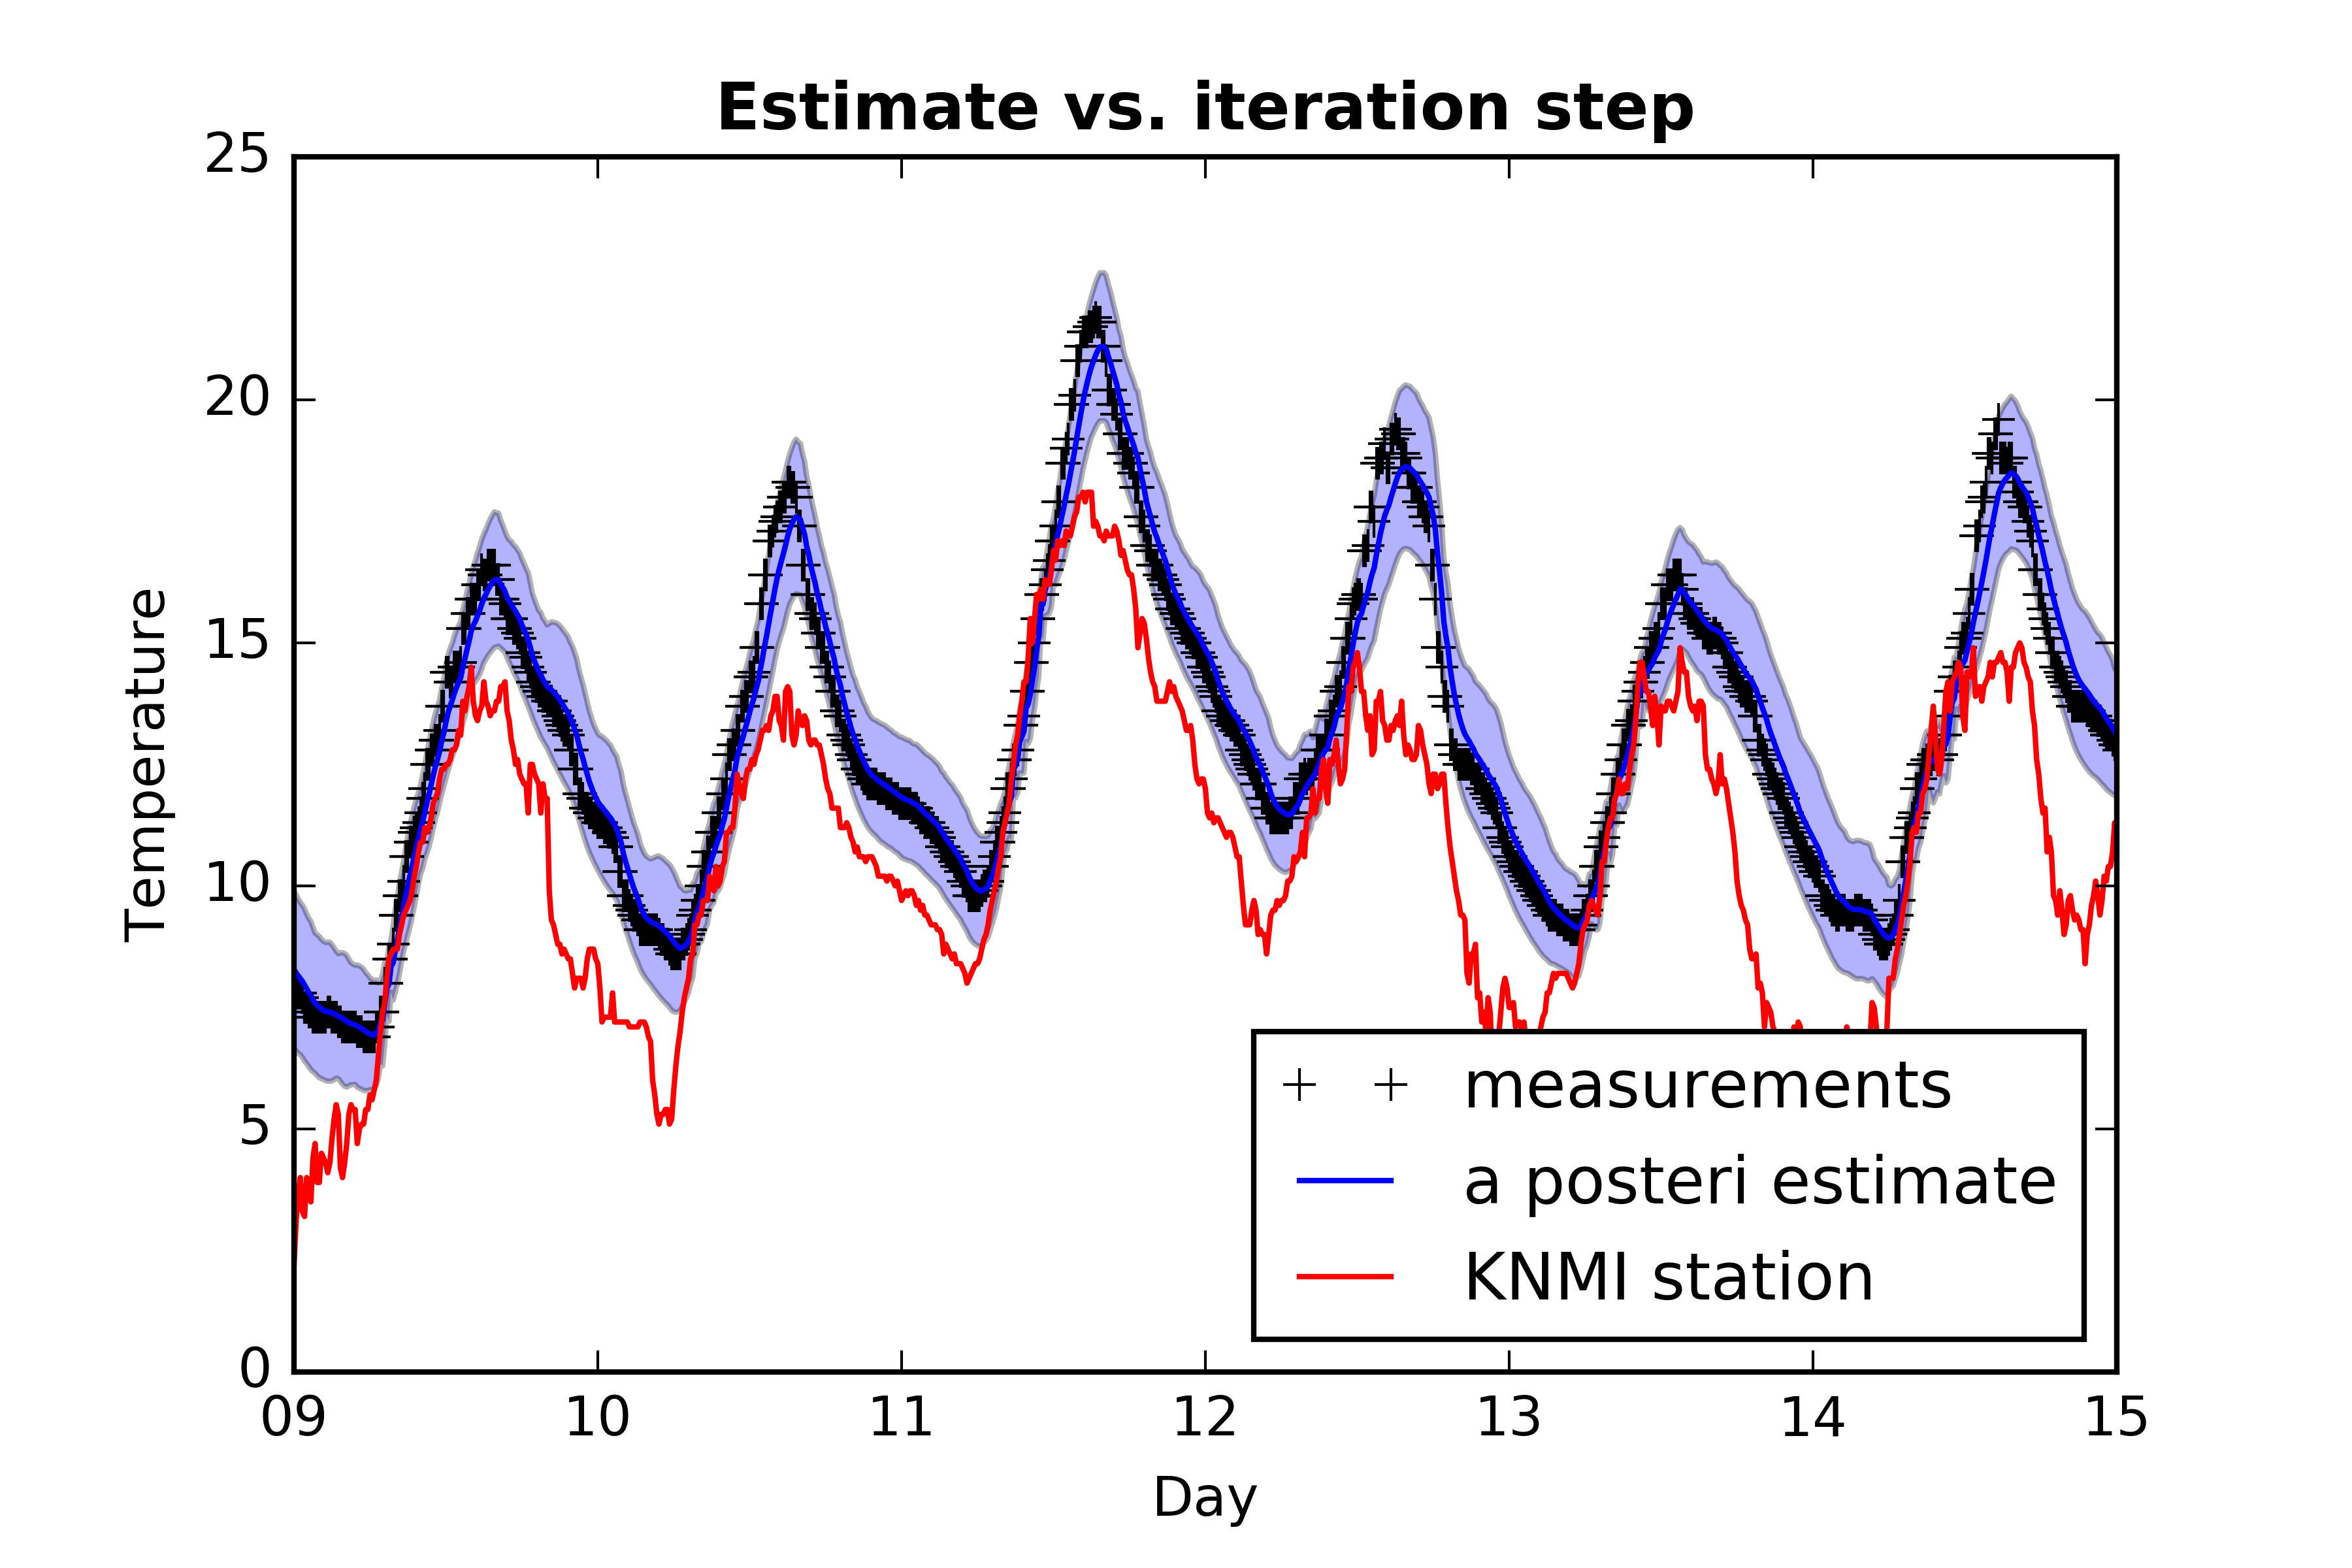 Estimate vs. iteration step
25
20
15
10
5
0
Temperature
09 10 11 12 13 14 15
Day
measurements
a posteri estimate
KNMI station